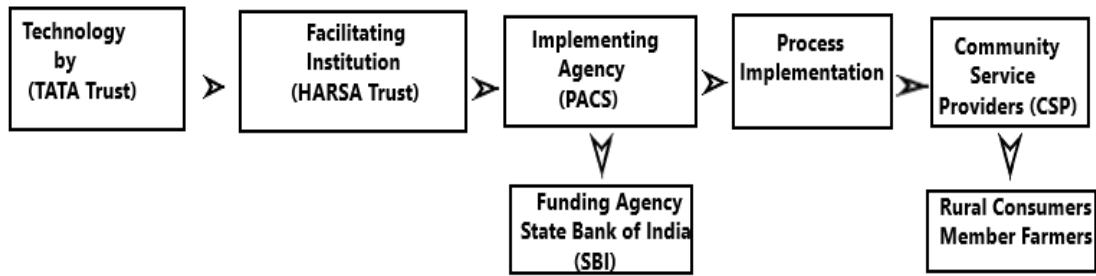 Technology
by
(TATA Trust)
Facilitating
Institution
(HARSA Trust)
Implementing
Agency
(PACS)
Process
Implementation
Community
Service
Providers (CSP)
Funding Agency
State Bank of India
(SBI)
Rural Consumers
Member Farmers